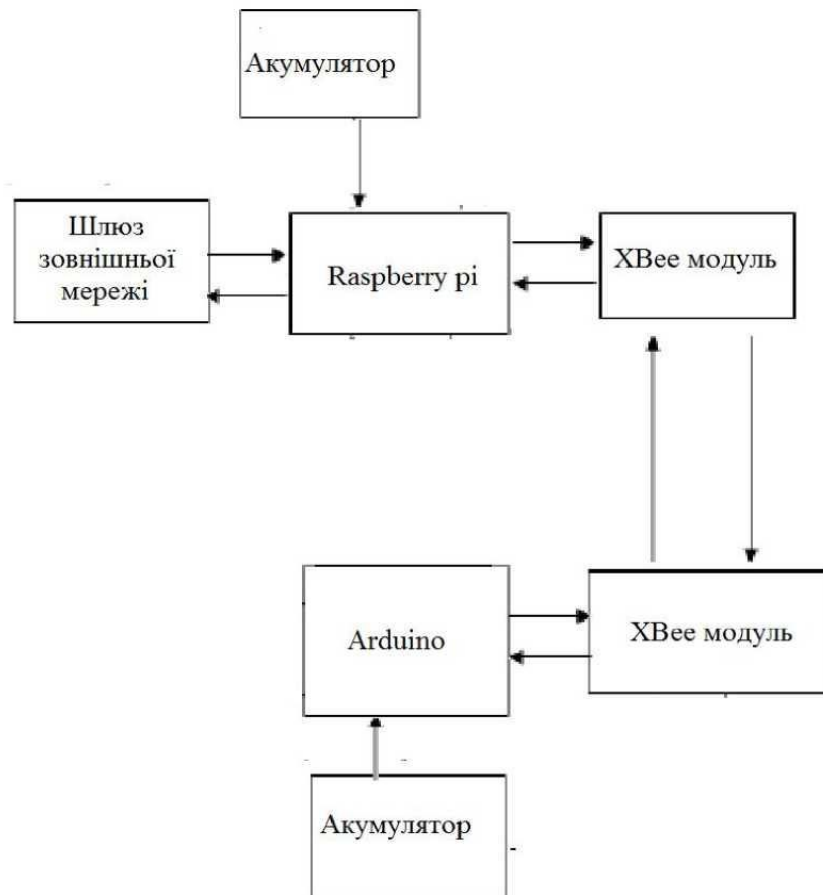 Акумулятор
Шлюз
зовнішньої
мережі
Raspberry pi
XBee модуль
Arduino
XBee модуль
Акумулятор